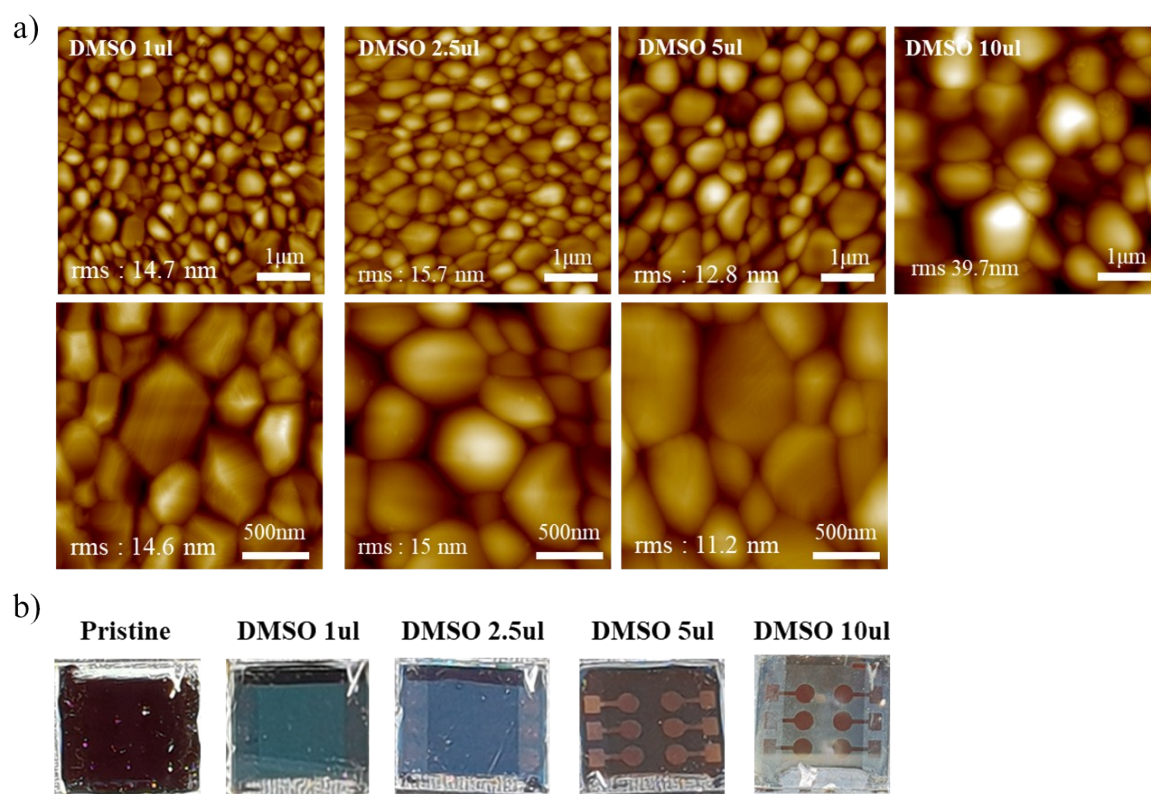 a)
DMSO 1ul
DMSO 2.5ul
DMSO 5ul
DMSO 10ul
rms : 14.7 nm
1μm
rms : 15.7 nm
1μm
rms : 12.8 nm
1μm
rms 39.7nm
1μm
rms : 14.6 nm
500nm
rms : 15 nm
500nm
rms : 11.2 nm
500nm
b)
Pristine
DMSO 1ul
DMSO 2.5ul
DMSO 5ul
DMSO 10ul